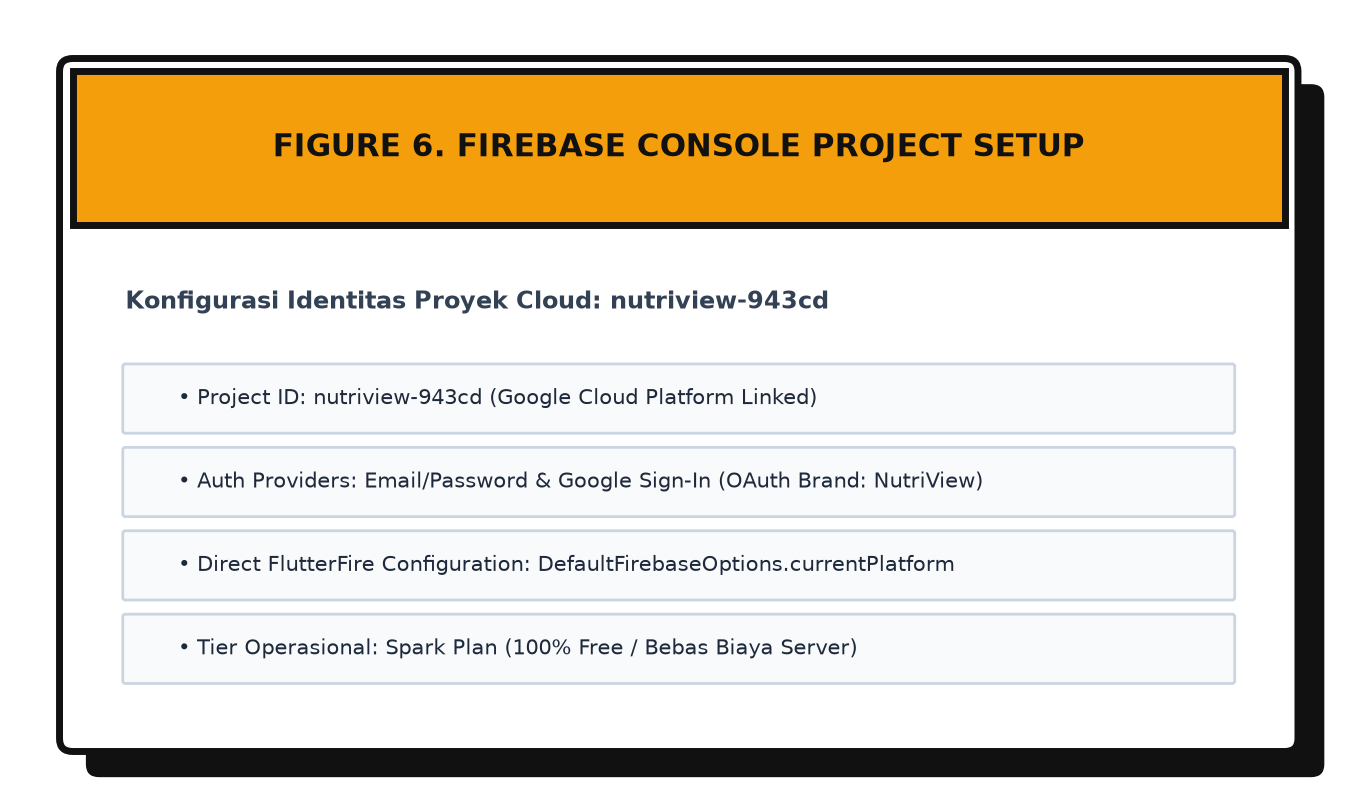 FIGURE 6. FIREBASE CONSOLE PROJECT SETUP
Konfigurasi Identitas Proyek Cloud: nutriview-943cd
• Project ID: nutriview-943cd (Google Cloud Platform Linked)
• Auth Providers: Email/Password & Google Sign-In (OAuth Brand: NutriView)
• Direct FlutterFire Configuration: DefaultFirebaseOptions.currentPlatform
• Tier Operasional: Spark Plan (100% Free / Bebas Biaya Server)